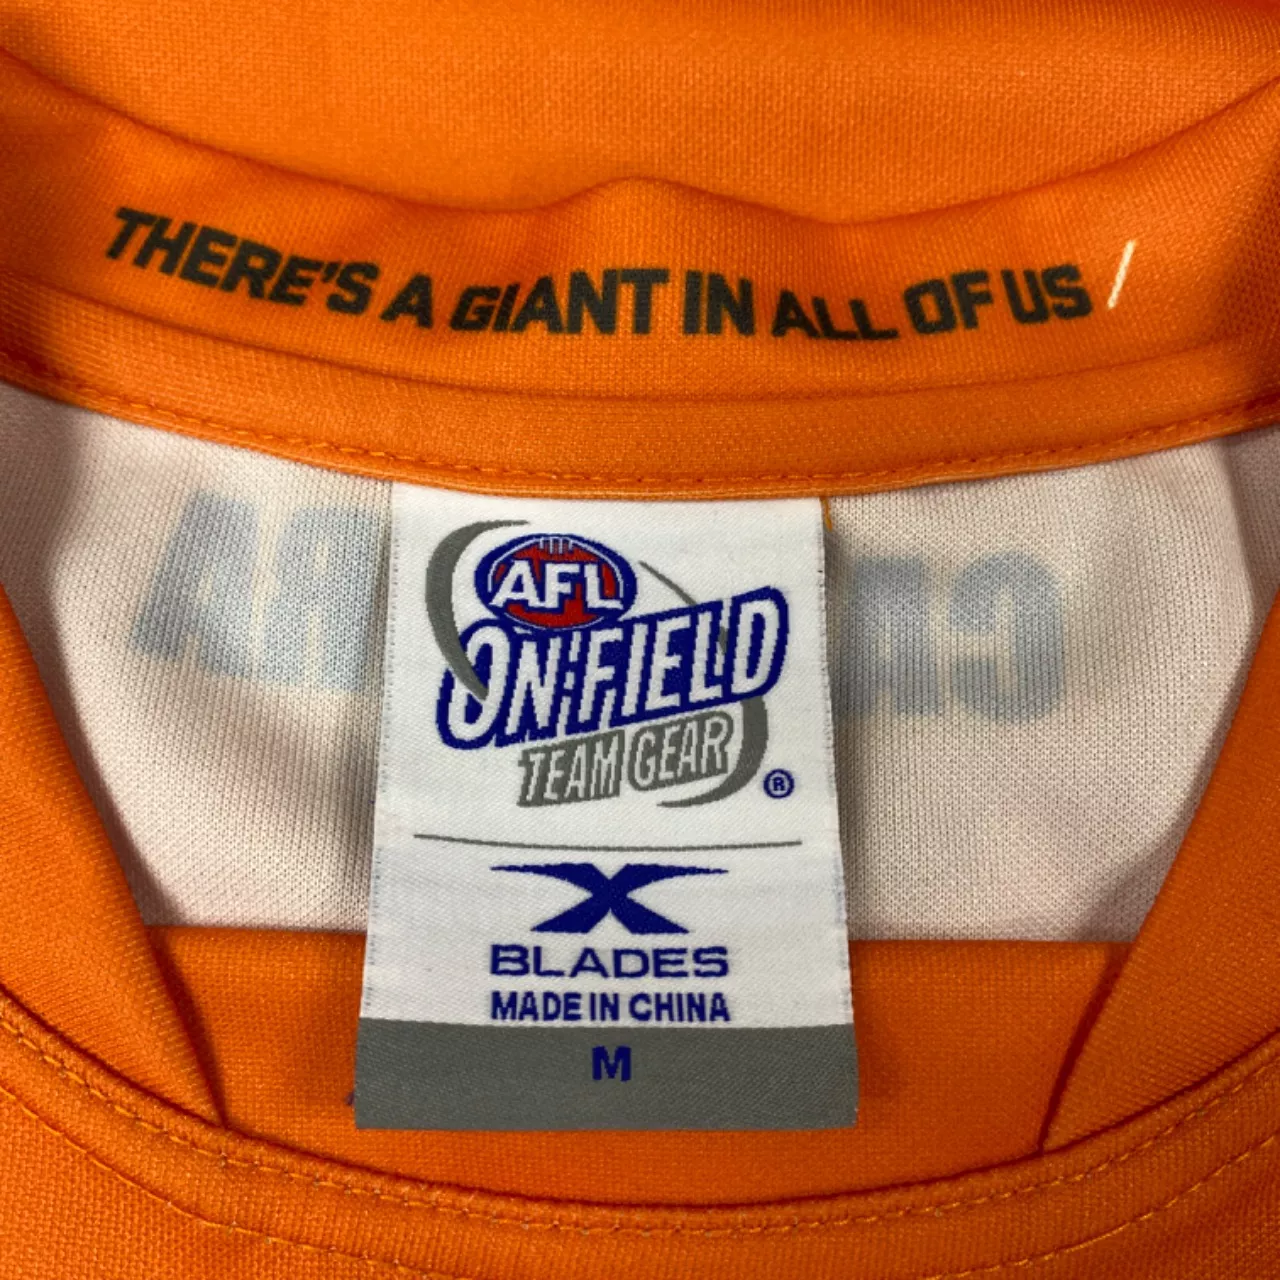 THERE'S A GIANT IN ALL OF US /
AFL
ON:FIELD
TEAM GEAR
®
X
BLADES
MADE IN CHINA
M